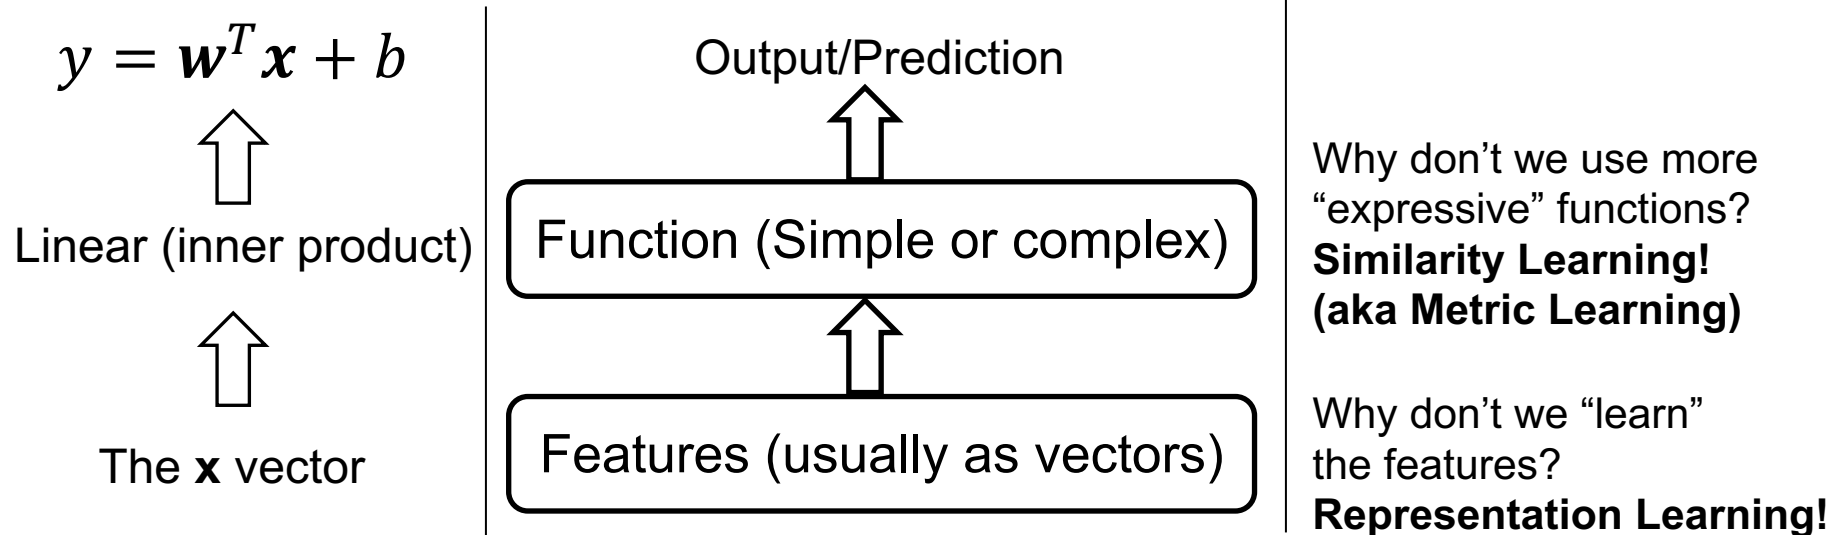 y = wᵀx + b
Linear (inner product)
The x vector
Output/Prediction
Function (Simple or complex)
Features (usually as vectors)
Why don’t we use more
“expressive” functions?
Similarity Learning!
(aka Metric Learning)
Why don’t we “learn”
the features?
Representation Learning!